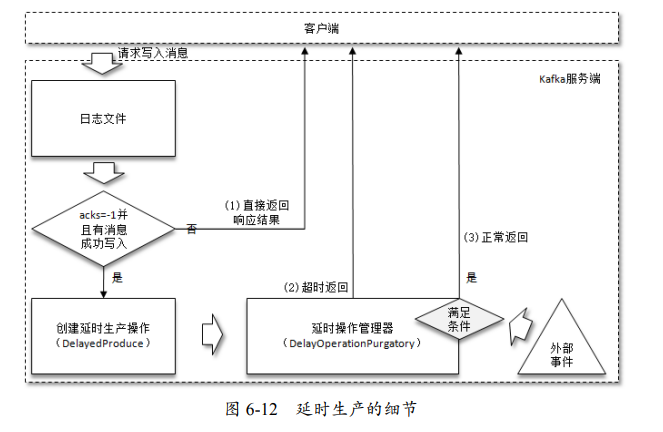 客户端
请求写入消息
Kafka服务端
日志文件
acks=-1并
且有消息
成功写入
否
(1)直接返回
响应结果
是
(2)超时返回
(3)正常返回
是
创建延时生产操作
（DelayedProduce）
延时操作管理器
（DelayOperationPurgatory）
满足
条件
外部
事件
图 6-12 延时生产的细节